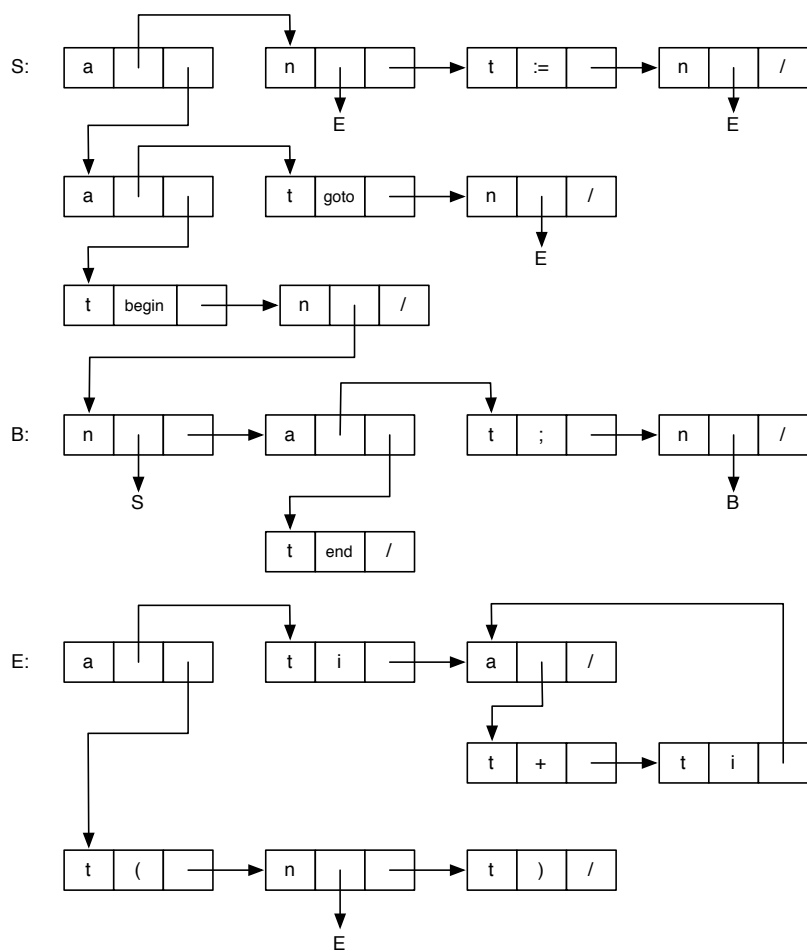 S: a n t := n /
E E
a t goto n /
E
t begin n /
B: n a t ; n /
S B
t end /
E: a t i a /
t + t i
t ( n t ) /
E